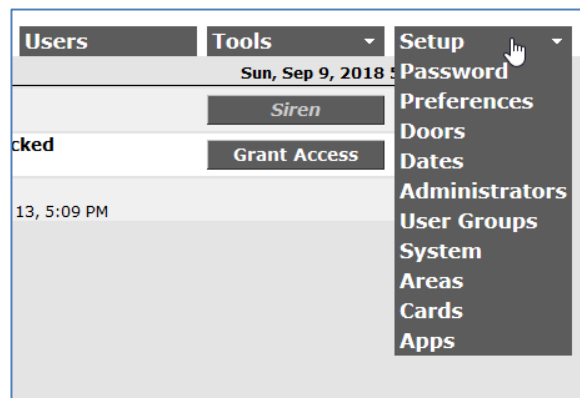 Users Tools Setup
Sun, Sep 9, 2018 Password
Siren Preferences
Doors
cked
Grant Access Dates
Administrators
13, 5:09 PM
User Groups
System
Areas
Cards
Apps